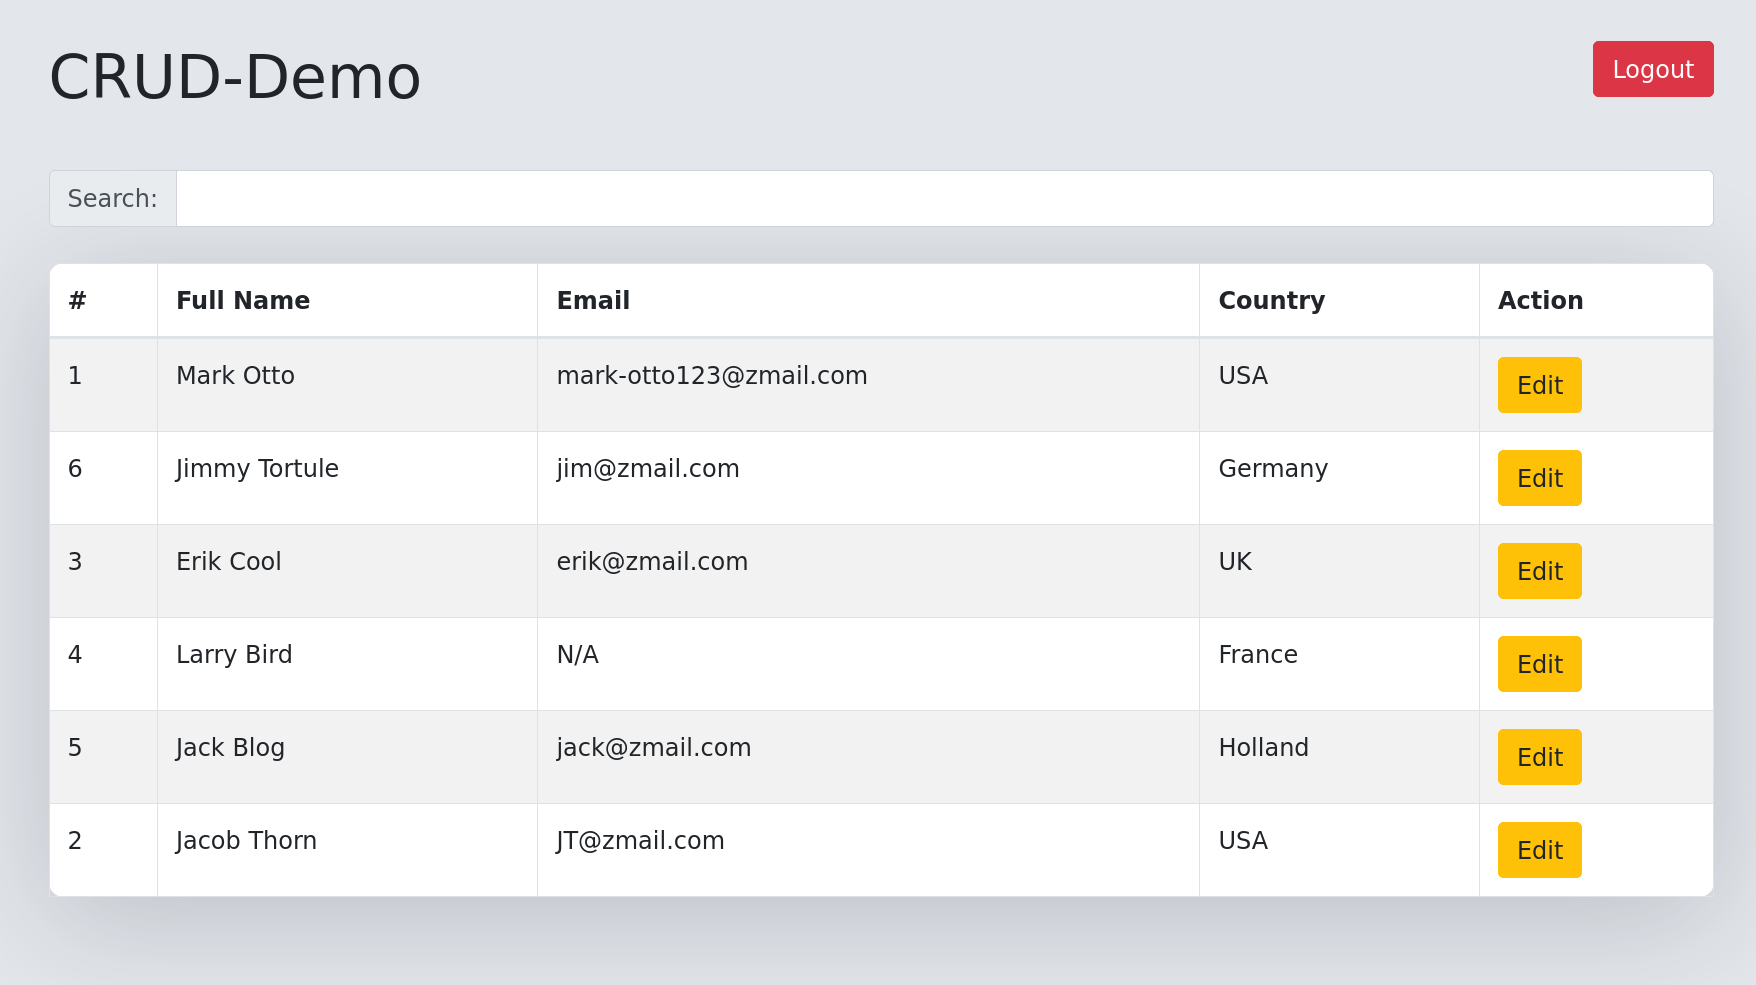 CRUD-Demo
Logout
Search:
# Full Name Email Country Action
1 Mark Otto mark-otto123@zmail.com USA Edit
6 Jimmy Tortule jim@zmail.com Germany Edit
3 Erik Cool erik@zmail.com UK Edit
4 Larry Bird N/A France Edit
5 Jack Blog jack@zmail.com Holland Edit
2 Jacob Thorn JT@zmail.com USA Edit